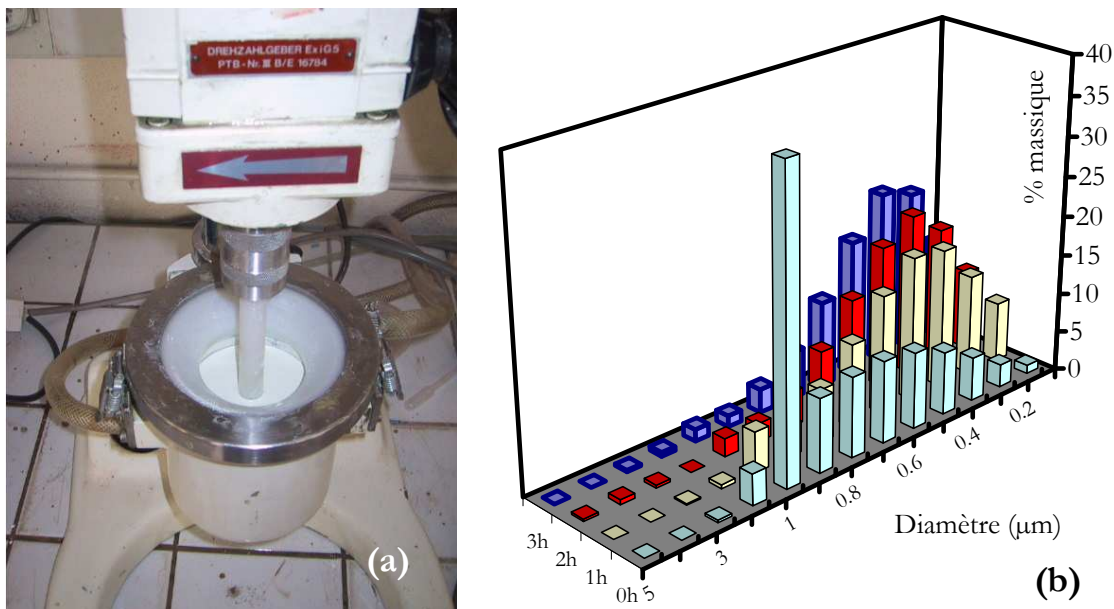 DREHZAHLGEBER Ex i G5
PTB-Nr. III B/E 16784
(a)
% massique
40
35
30
25
20
15
10
5
0
0.2
0.4
0.6
0.8
1
3
5
3h
2h
1h
0h
Diamètre (µm)
(b)